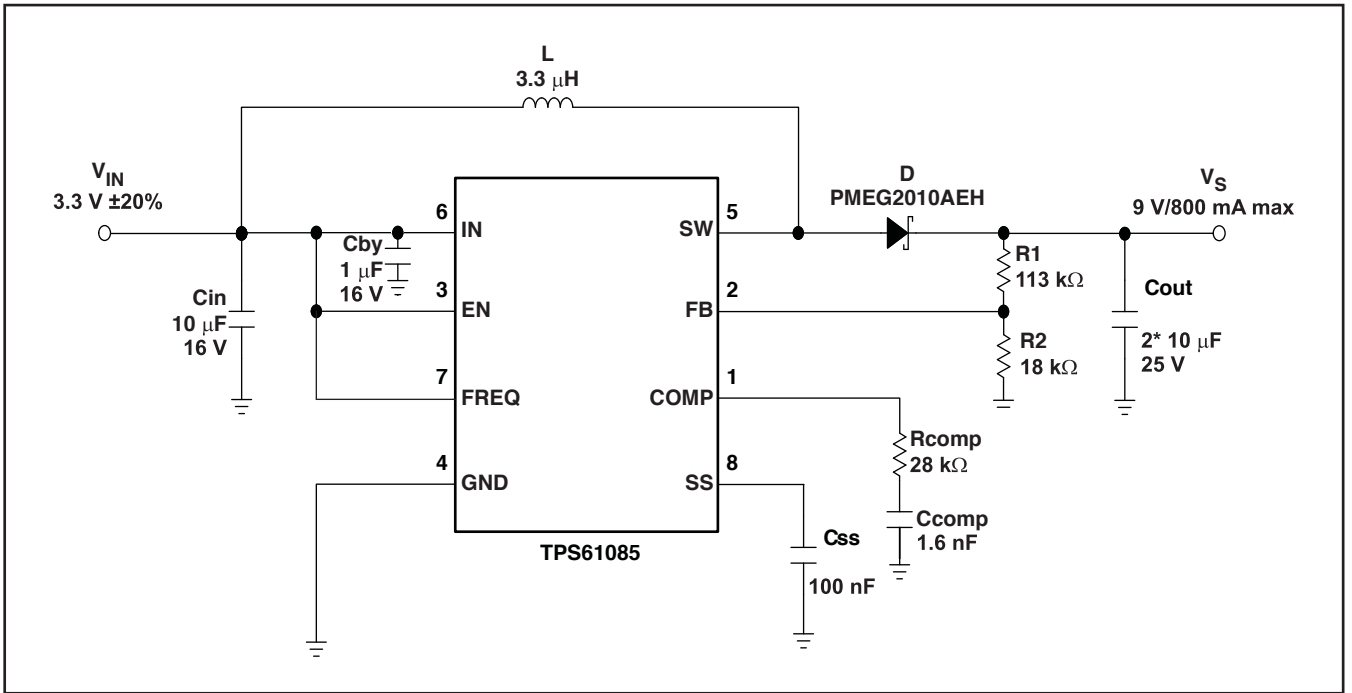 L
3.3 μH
V_IN
3.3 V ±20%
D
PMEG2010AEH
V_S
9 V/800 mA max
6
IN
SW
5
Cby
1 μF
16 V
R1
113 kΩ
Cin
10 μF
16 V
3
EN
FB
2
Cout
2* 10 μF
25 V
R2
18 kΩ
7
FREQ
COMP
1
Rcomp
28 kΩ
4
GND
SS
8
Ccomp
1.6 nF
Css
100 nF
TPS61085